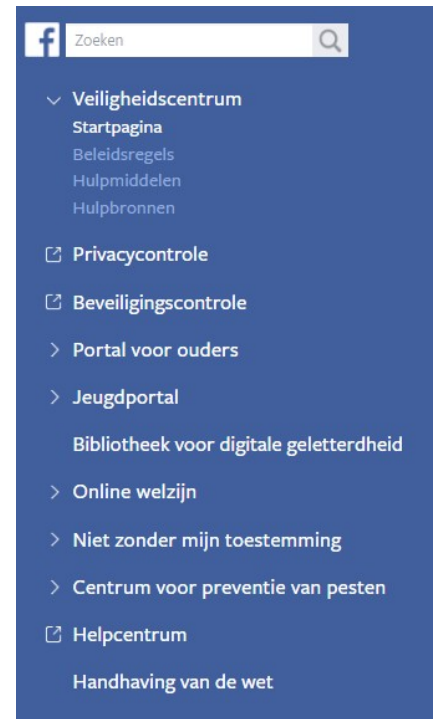 Zoeken
Veiligheidscentrum
Startpagina
Beleidsregels
Hulpmiddelen
Hulpbronnen
Privacycontrole
Beveiligingscontrole
Portal voor ouders
Jeugdportal
Bibliotheek voor digitale geletterdheid
Online welzijn
Niet zonder mijn toestemming
Centrum voor preventie van pesten
Helpcentrum
Handhaving van de wet